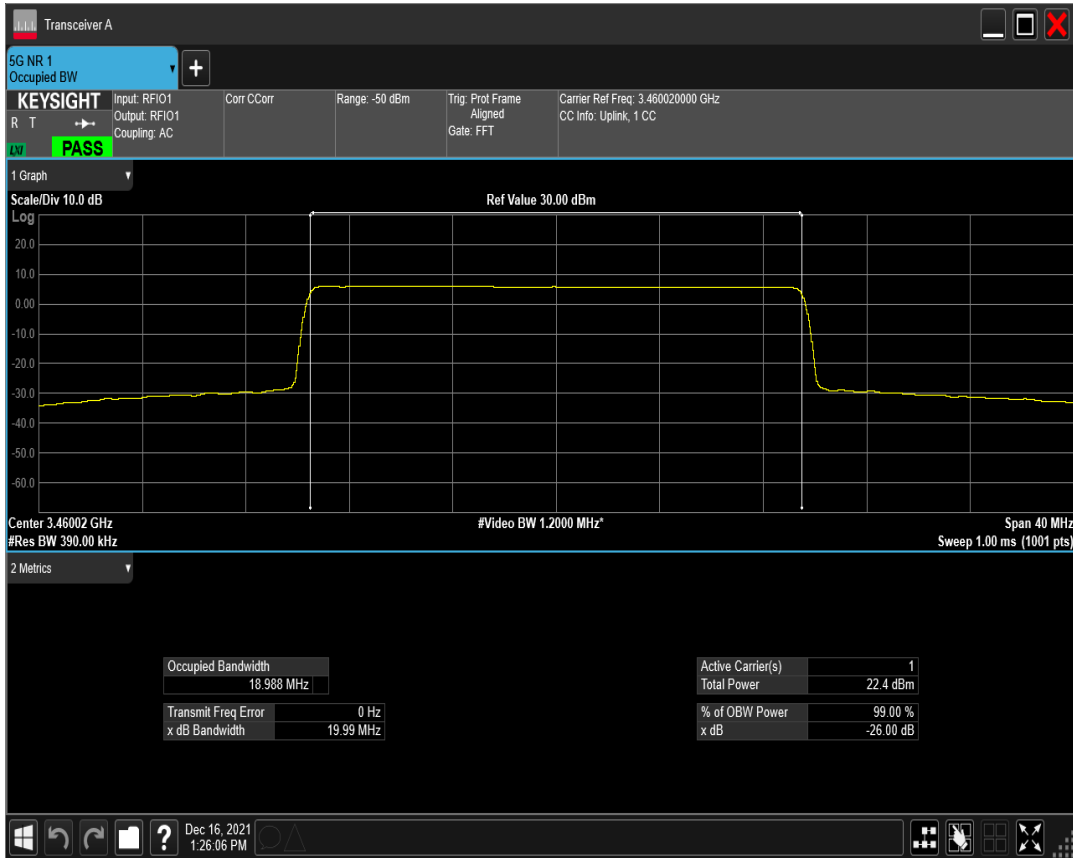 Transceiver A
5G NR 1
Occupied BW
KEYSIGHT
R T
LXI
PASS
Input: RFIO1
Output: RFIO1
Coupling: AC
Corr CCorr
Range: -50 dBm
Trig: Prot Frame
Aligned
Gate: FFT
Carrier Ref Freq: 3.460020000 GHz
CC Info: Uplink, 1 CC
1 Graph
Scale/Div 10.0 dB
Ref Value 30.00 dBm
Log
20.0
10.0
0.00
-10.0
-20.0
-30.0
-40.0
-50.0
-60.0
Center 3.46002 GHz
#Video BW 1.2000 MHz*
Span 40 MHz
#Res BW 390.00 kHz
Sweep 1.00 ms (1001 pts)
2 Metrics
Occupied Bandwidth
18.988 MHz
Transmit Freq Error 0 Hz
x dB Bandwidth 19.99 MHz
Active Carrier(s) 1
Total Power 22.4 dBm
% of OBW Power 99.00 %
x dB -26.00 dB
?
Dec 16, 2021
1:26:06 PM